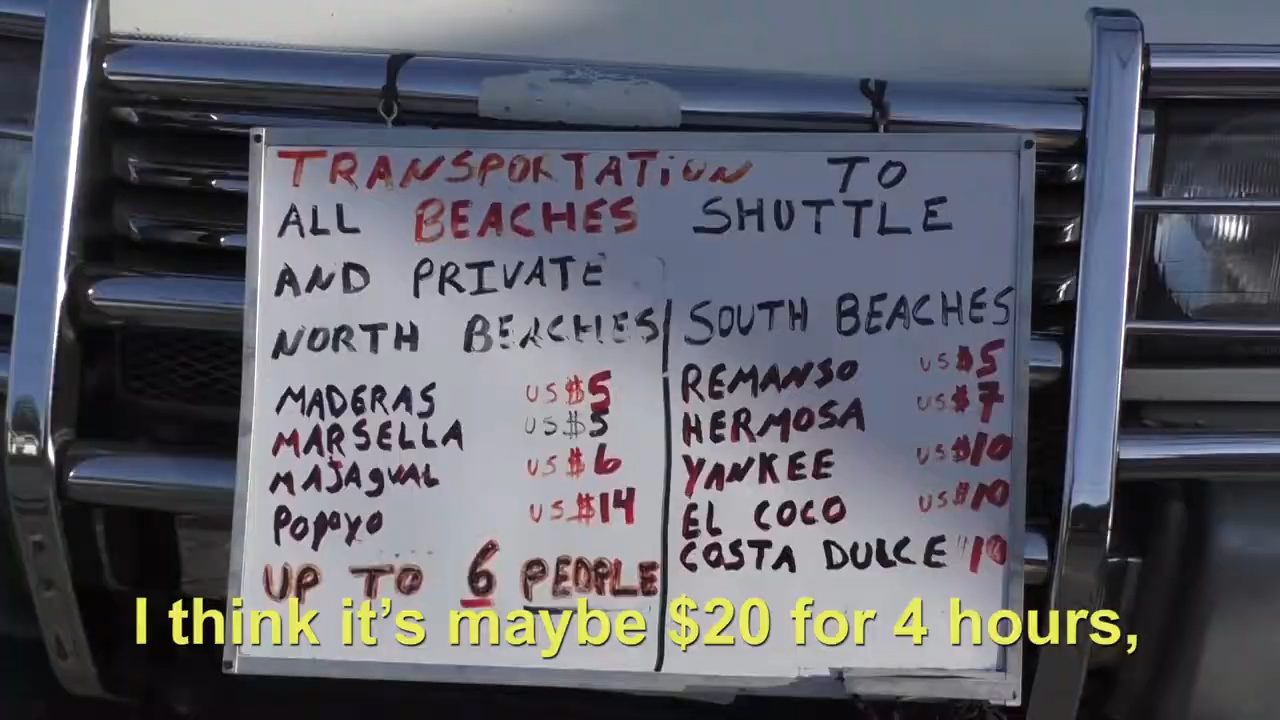 TRANSPORTATION TO
ALL BEACHES SHUTTLE
AND PRIVATE
NORTH BEACHES
MADERAS US$5
MARSELLA US$5
MAJAGUAL US$6
POPOYO US$14
UP TO 6 PEOPLE
SOUTH BEACHES
REMANSO US$5
HERMOSA US$7
YANKEE US$10
EL COCO US$10
COSTA DULCE "10
I think it's maybe $20 for 4 hours,